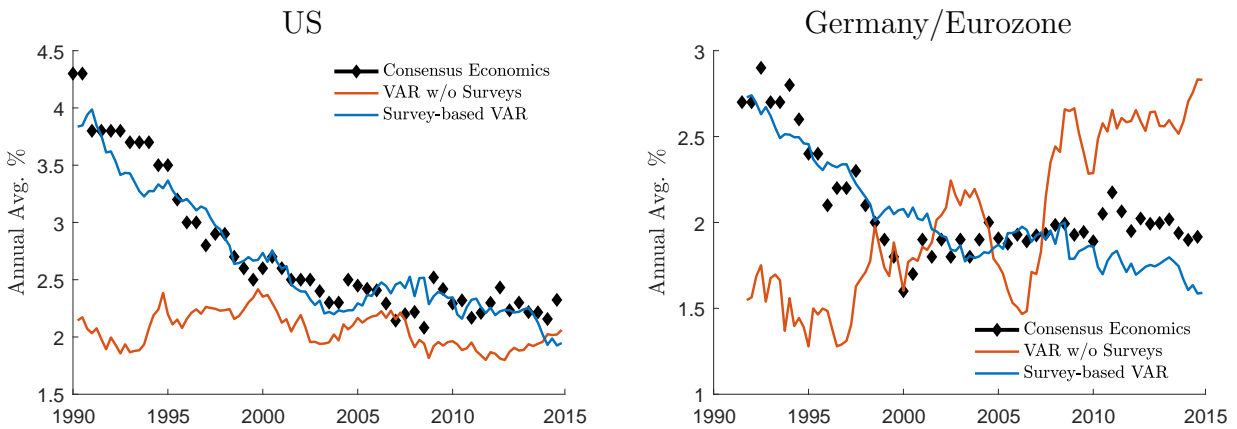 US
Annual Avg. %
4.5
4
3.5
3
2.5
2
1.5
1990
1995
2000
2005
2010
2015
Consensus Economics
VAR w/o Surveys
Survey-based VAR
Germany/Eurozone
Annual Avg. %
3
2.5
2
1.5
1
1990
1995
2000
2005
2010
2015
Consensus Economics
VAR w/o Surveys
Survey-based VAR